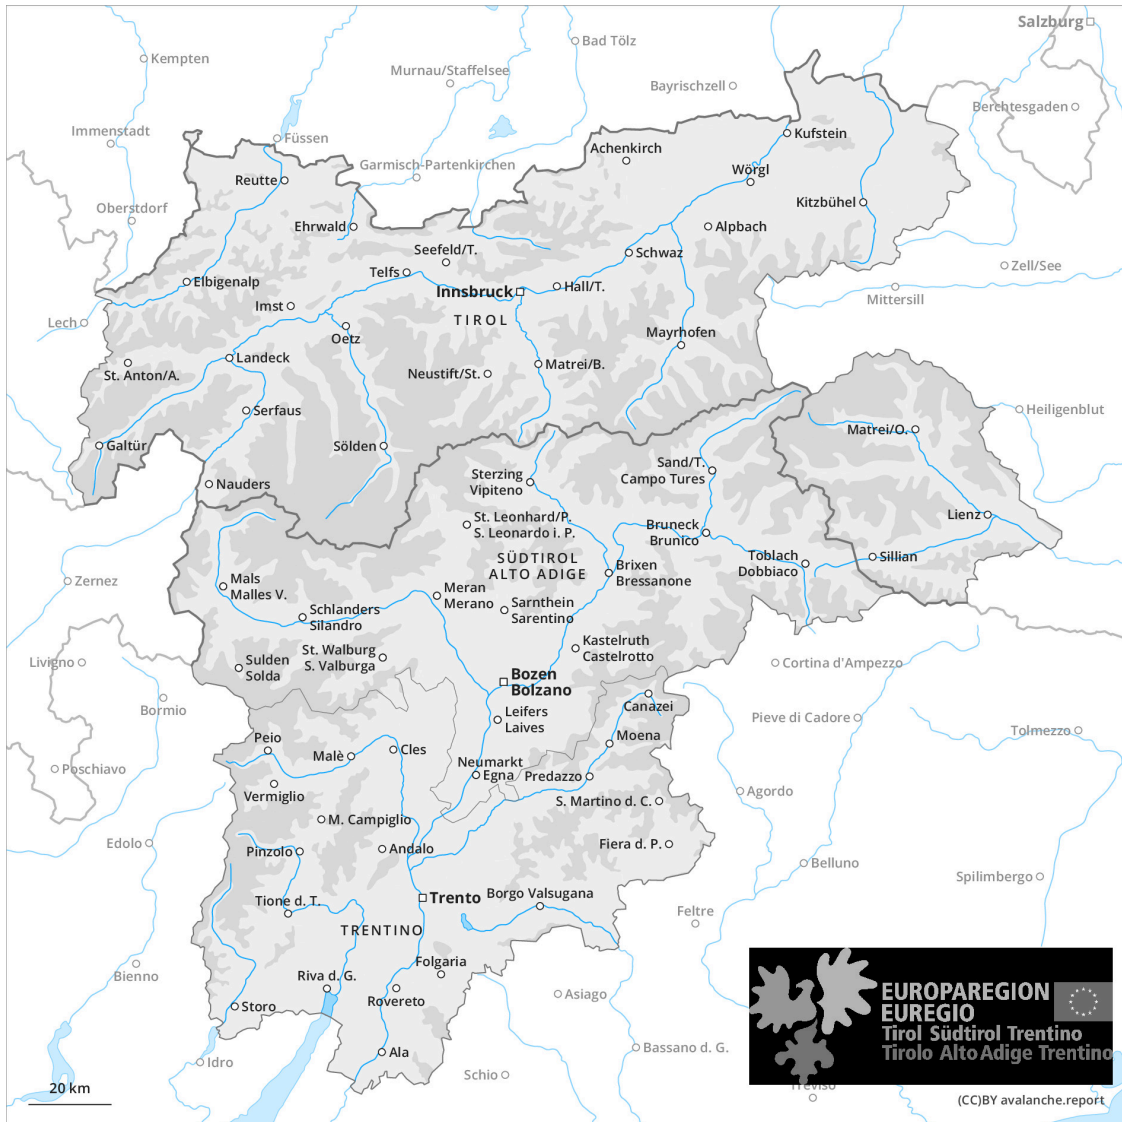 Salzburg
Bad Tölz
Kempten
Murnau/Staffelsee
Bayrischzell
Berchtesgaden
Immenstadt
Füssen
Kufstein
Achenkirch
Garmisch-Partenkirchen
Wörgl
Reutte
Kitzbühel
Oberstdorf
Ehrwald
Alpbach
Seefeld/T.
Schwaz
Telfs
Zell/See
Elbigenalp
Hall/T.
Innsbruck
Mittersill
Imst
TIROL
Lech
Oetz
Mayrhofen
Landeck
Matrei/B.
St. Anton/A.
Neustift/St.
Serfaus
Heiligenblut
Matrei/O.
Galtür
Sölden
Sand/T.
Campo Tures
Sterzing
Vipiteno
Nauders
St. Leonhard/P.
S. Leonardo i. P.
Lienz
Bruneck
Brunico
SÜDTIROL
ALTO ADIGE
Toblach
Dobbiaco
Sillian
Brixen
Bressanone
Zernez
Mals
Malles V.
Meran
Merano
Sarnthein
Sarentino
Schlanders
Silandro
Kastelruth
Castelrotto
St. Walburg
S. Valburga
Livigno
Sulden
Solda
Cortina d'Ampezzo
Bozen
Bolzano
Canazei
Bormio
Leifers
Laives
Pieve di Cadore
Tolmezzo
Peio
Moena
Malè
Cles
Neumarkt
Egna
Predazzo
Poschiavo
Vermiglio
Agordo
S. Martino d. C.
M. Campiglio
Edolo
Pinzolo
Andalo
Fiera d. P.
Belluno
Spilimbergo
Tione d. T.
Trento
Borgo Valsugana
Feltre
TRENTINO
Bienno
Folgaria
Riva d. G.
Rovereto
Asiago
Storo
EUROPAREGION
EUREGIO
Tirol Südtirol Trentino
Tirolo Alto Adige Trentino
Idro
Ala
Bassano d. G.
Schio
Treviso
20 km
(CC)BY avalanche.report